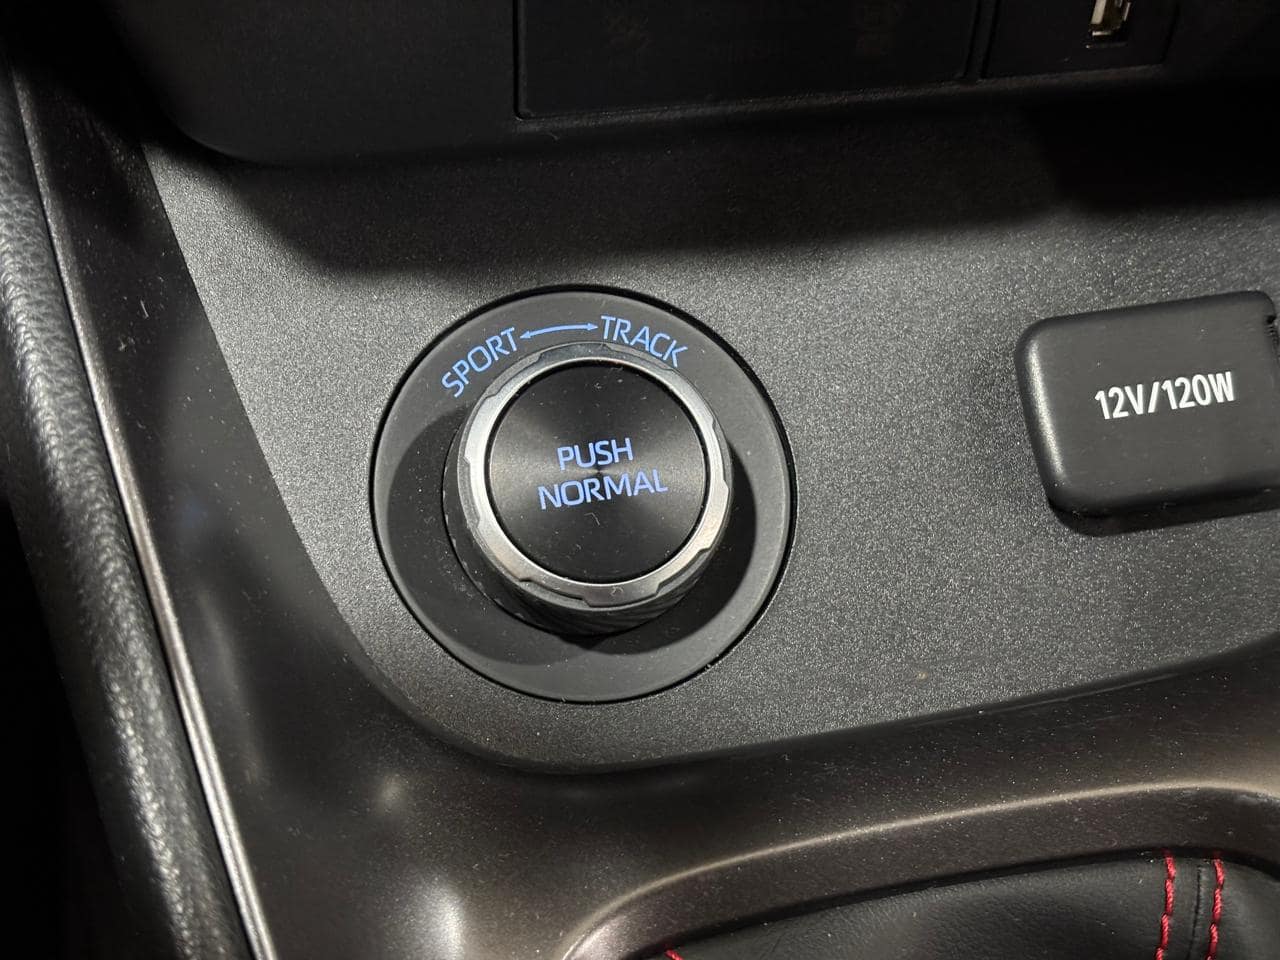 SPORT ↔ TRACK
PUSH
NORMAL
12V/120W